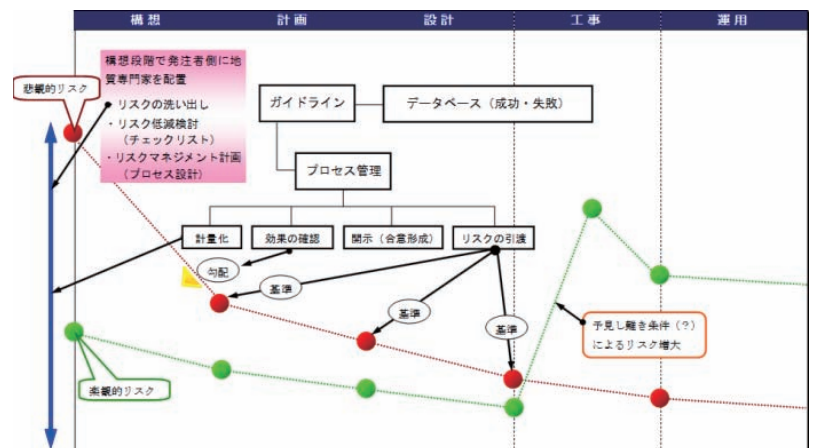 構想 計画 設計 工事 運用
構想段階で発注者側に地
質専門家を配置
・リスクの洗い出し
・リスク低減検討
（チェックリスト）
・リスクマネジメント計画
（プロセス設計）
悲観的リスク
ガイドライン
データベース（成功・失敗）
プロセス管理
計量化
効果の確認
開示（合意形成）
リスクの引渡
勾配
基準
基準
基準
予見し難き条件（？）
によるリスク増大
楽観的リスク